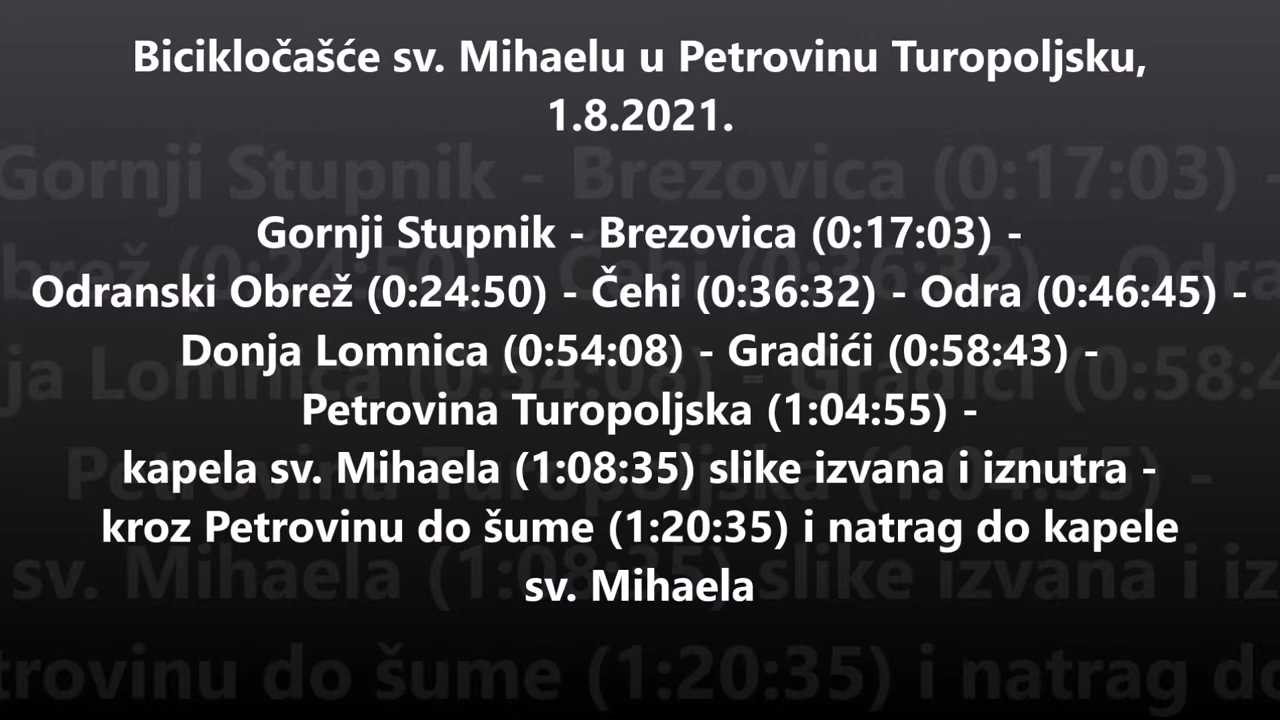 Bicikločašće sv. Mihaelu u Petrovinu Turopoljsku,
1.8.2021.
Gornji Stupnik - Brezovica (0:17:03) -
Odranski Obrež (0:24:50) - Čehi (0:36:32) - Odra (0:46:45) -
Donja Lomnica (0:54:08) - Gradići (0:58:43) -
Petrovina Turopoljska (1:04:55) -
kapela sv. Mihaela (1:08:35) slike izvana i iznutra -
kroz Petrovinu do šume (1:20:35) i natrag do kapele
sv. Mihaela